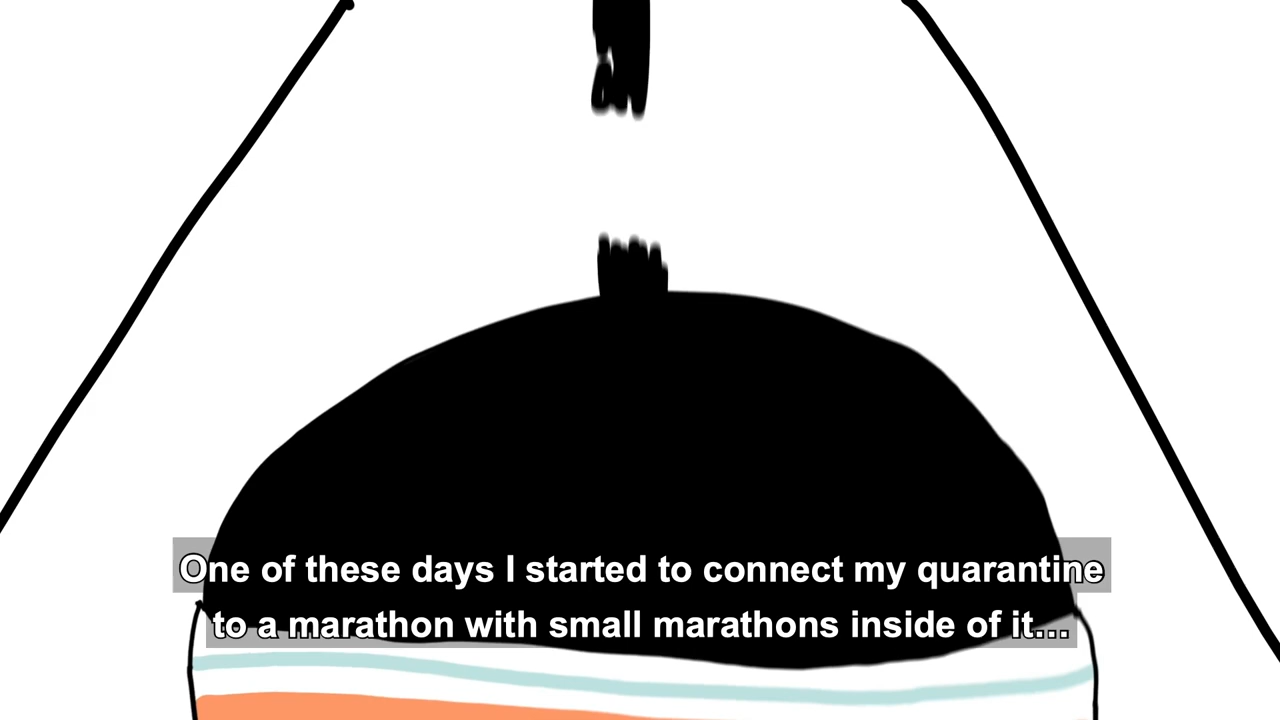 One of these days I started to connect my quarantine
to a marathon with small marathons inside of it...